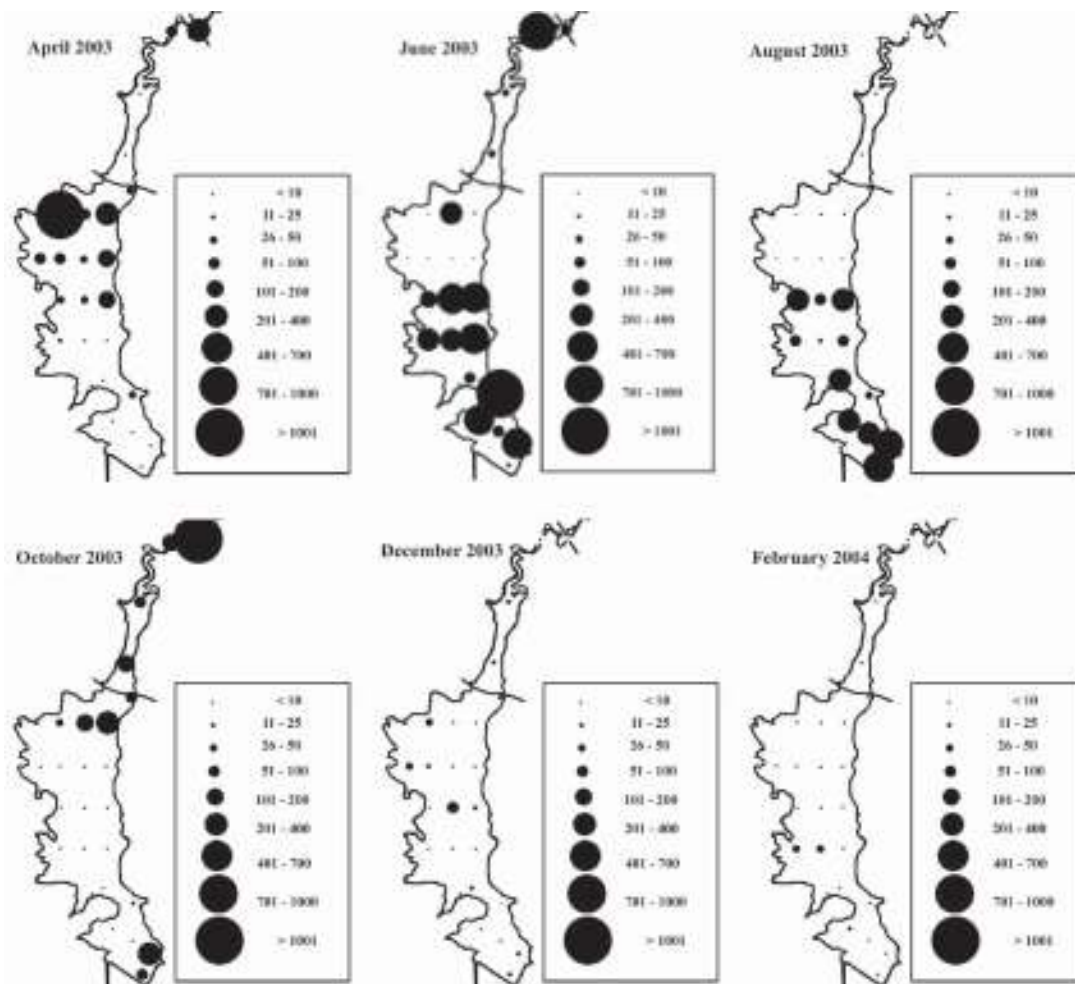 April 2003
< 10
11 - 25
26 - 50
51 - 100
101 - 200
201 - 400
401 - 700
701 - 1000
> 1001
June 2003
< 10
11 - 25
26 - 50
51 - 100
101 - 200
201 - 400
401 - 700
701 - 1000
> 1001
August 2003
< 10
11 - 25
26 - 50
51 - 100
101 - 200
201 - 400
401 - 700
701 - 1000
> 1001
October 2003
< 10
11 - 25
26 - 50
51 - 100
101 - 200
201 - 400
401 - 700
701 - 1000
> 1001
December 2003
< 10
11 - 25
26 - 50
51 - 100
101 - 200
201 - 400
401 - 700
701 - 1000
> 1001
February 2004
< 10
11 - 25
26 - 50
51 - 100
101 - 200
201 - 400
401 - 700
701 - 1000
> 1001